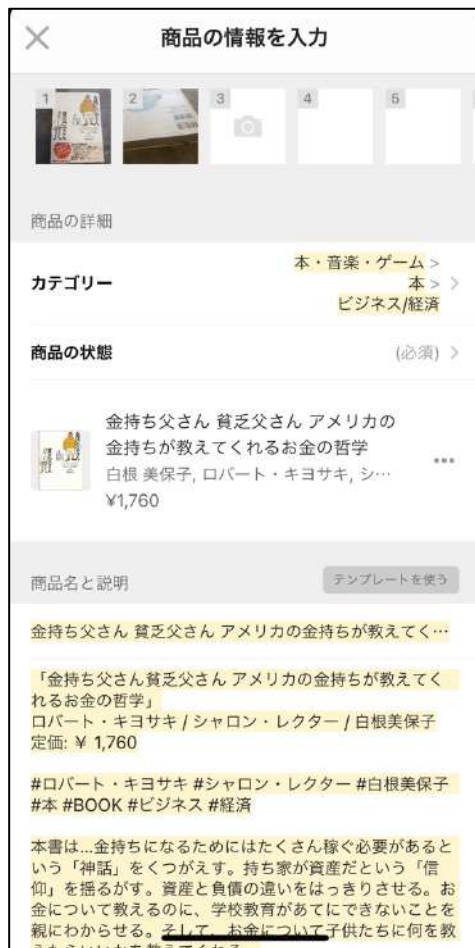 商品の情報を入力
1
2
3
4
5
商品の詳細
カテゴリー
本・音楽・ゲーム >
本 >
ビジネス/経済
商品の状態
(必須)
金持ち父さん 貧乏父さん アメリカの
金持ちが教えてくれるお金の哲学
白根 美保子, ロバート・キヨサキ, シ…
¥1,760
商品名と説明
テンプレートを使う
金持ち父さん 貧乏父さん アメリカの金持ちが教えてく…
「金持ち父さん貧乏父さん アメリカの金持ちが教えてく
れるお金の哲学」
ロバート・キヨサキ / シャロン・レクター / 白根美保子
定価: ¥ 1,760
#ロバート・キヨサキ #シャロン・レクター #白根美保子
#本 #BOOK #ビジネス #経済
本書は…金持ちになるためにはたくさん稼ぐ必要があると
いう「神話」をくつがえす。持ち家が資産だという「信
仰」を揺るがす。資産と負債の違いをはっきりさせる。お
金について教えるのに、学校教育があてにできないことを
親にわからせる。そして、お金について子供たちに何を教